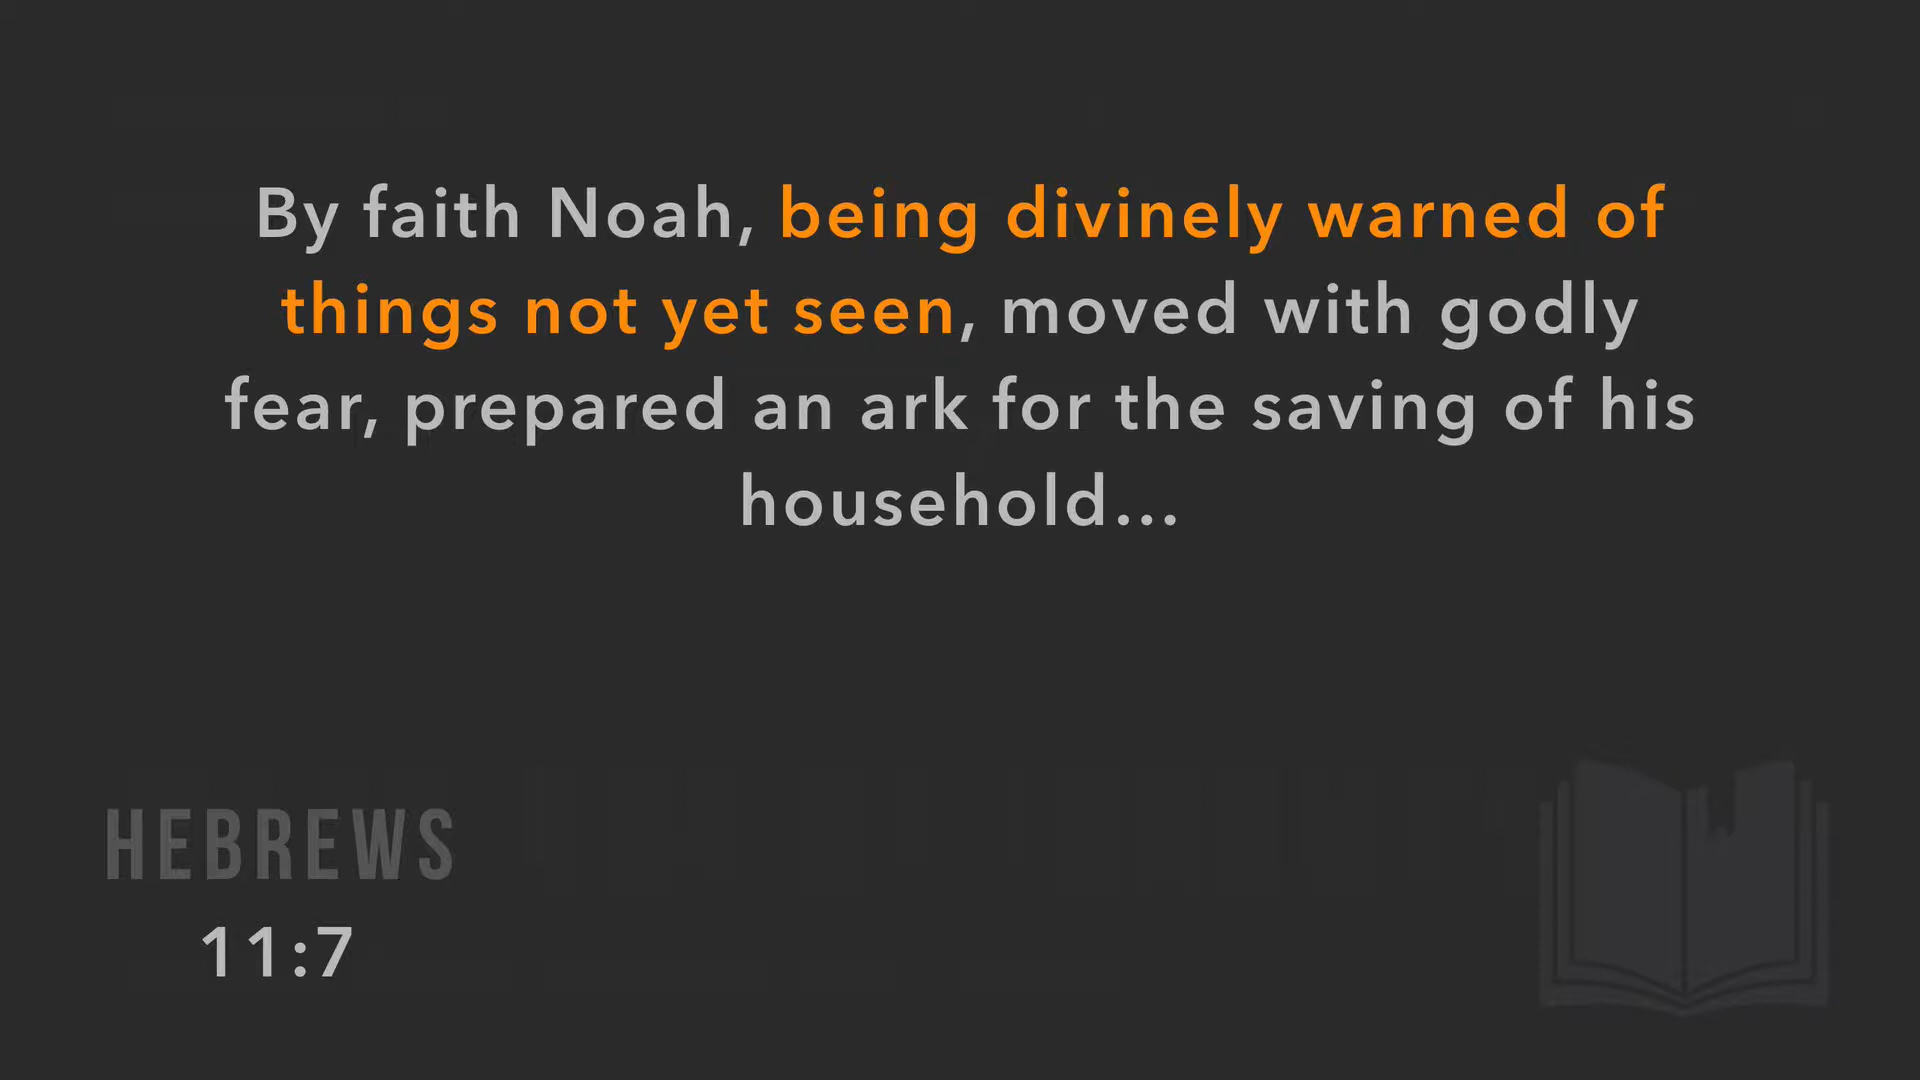 By faith Noah, being divinely warned of
things not yet seen, moved with godly
fear, prepared an ark for the saving of his
household...
HEBREWS
11:7